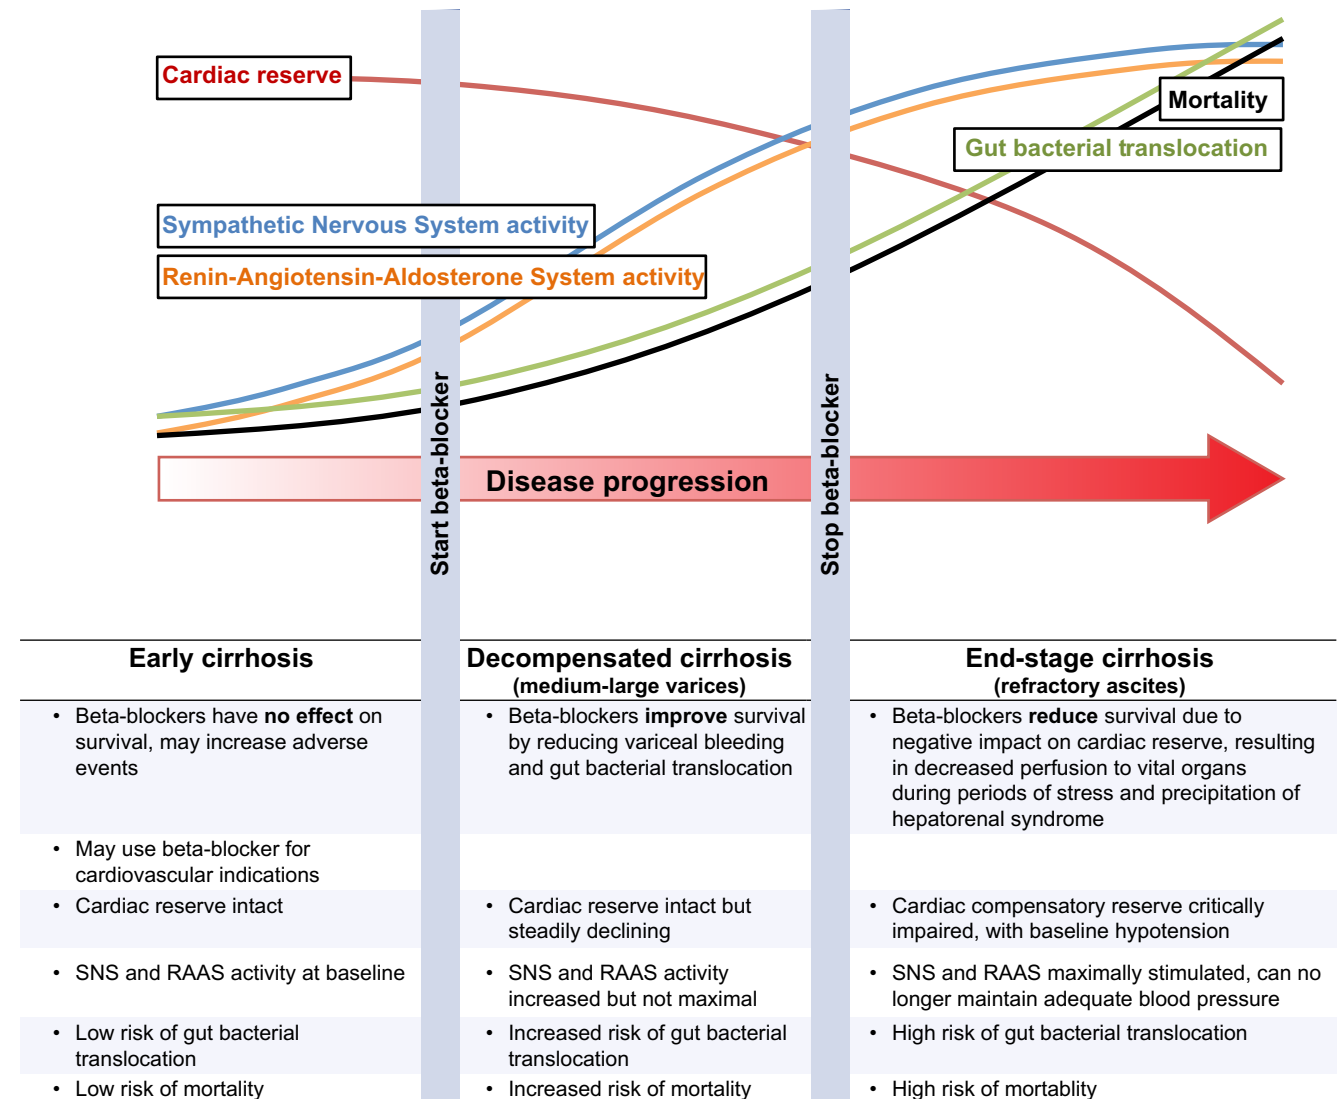 Cardiac reserve
Mortality
Gut bacterial translocation
Sympathetic Nervous System activity
Renin-Angiotensin-Aldosterone System activity
Start beta-blocker
Stop beta-blocker
Disease progression
Early cirrhosis
• Beta-blockers have no effect on
survival, may increase adverse
events
• May use beta-blocker for
cardiovascular indications
• Cardiac reserve intact
• SNS and RAAS activity at baseline
• Low risk of gut bacterial
translocation
• Low risk of mortality
Decompensated cirrhosis
(medium-large varices)
• Beta-blockers improve survival
by reducing variceal bleeding
and gut bacterial translocation
• Cardiac reserve intact but
steadily declining
• SNS and RAAS activity
increased but not maximal
• Increased risk of gut bacterial
translocation
• Increased risk of mortality
End-stage cirrhosis
(refractory ascites)
• Beta-blockers reduce survival due to
negative impact on cardiac reserve, resulting
in decreased perfusion to vital organs
during periods of stress and precipitation of
hepatorenal syndrome
• Cardiac compensatory reserve critically
impaired, with baseline hypotension
• SNS and RAAS maximally stimulated, can no
longer maintain adequate blood pressure
• High risk of gut bacterial translocation
• High risk of mortablity